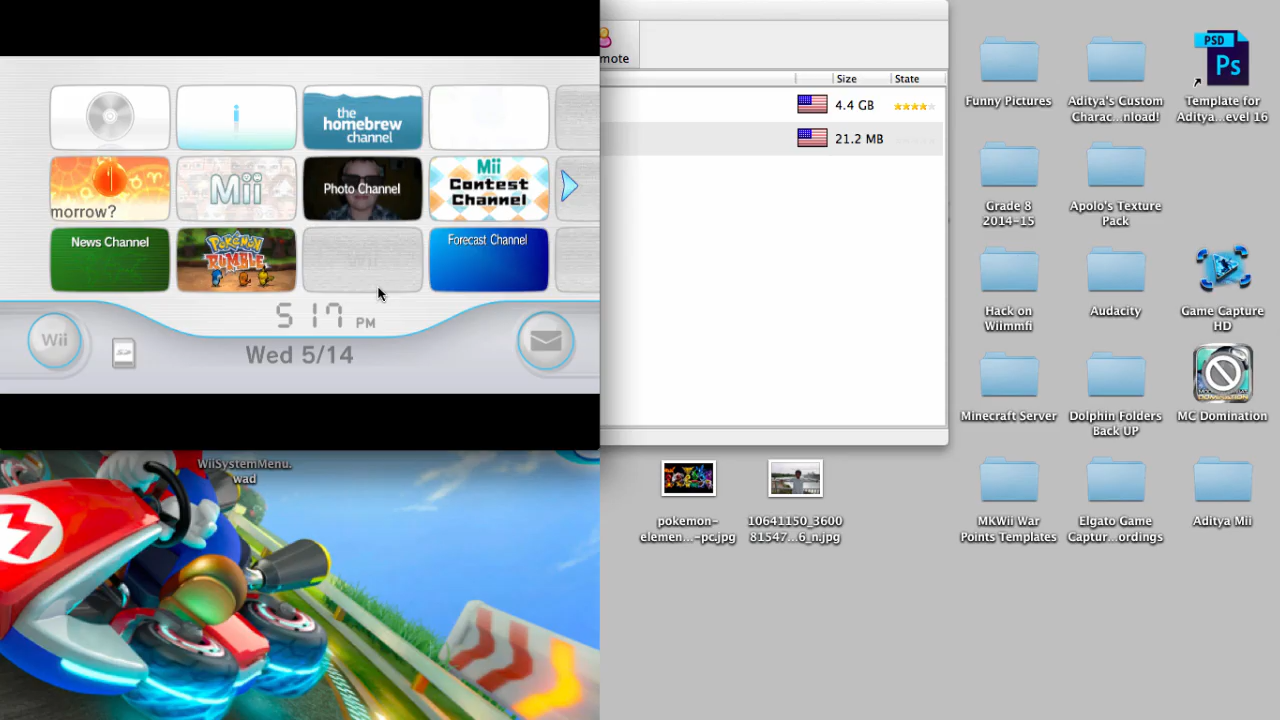 the
homebrew
channel
morrow?
Mii
Photo Channel
Mii
Contest
Channel
News Channel
POKÉMON
RUMBLE
Wii
Forecast Channel
5 17 PM
Wii
Wed 5/14
mote
Size
State
4.4 GB
21.2 MB
WiiSystemMenu.
wad
M
pokemon-
elemen...-pc.jpg
10641150_3600
81547...6_n.jpg
Funny Pictures
Aditya's Custom
Charac...nload!
PSD
Ps
Template for
Aditya...evel 16
Grade 8
2014-15
Apolo's Texture
Pack
Hack on
Wiimmfi
Audacity
Game Capture
HD
Minecraft Server
Dolphin Folders
Back UP
MC Domination
MKWii War
Points Templates
Elgato Game
Captur...ordings
Aditya Mii